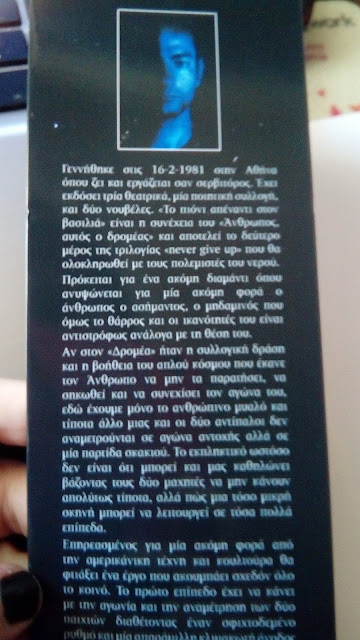 Γεννήθηκε στις 16-2-1981 στην Αθήνα
όπου ζει και εργάζεται σαν σερβιτόρος. Έχει
εκδόσει τρία θεατρικά, μία ποιητική συλλογή,
και δύο νουβέλες. «Το πιόνι απέναντι στον
βασιλιά» είναι η συνέχεια του «Άνθρωπος,
αυτός ο δρομέας» και αποτελεί το δεύτερο
μέρος της τριλογίας «never give up» που θα
ολοκληρωθεί με τους πολεμιστές του νερού.
Πρόκειται για ένα ακόμη διαμάντι όπου
ανυψώνεται για μία ακόμη φορά ο
άνθρωπος ο ασήμαντος, ο μηδαμινός που
όμως το θάρρος και οι ικανότητές του είναι
αντιστρόφως ανάλογα με τη θέση του.
Αν στον «Δρομέα» ήταν η συλλογική δράση
και η βοήθεια του απλού κόσμου που έκανε
τον Άνθρωπο να μην τα παρατήσει, να
σηκωθεί και να συνεχίσει τον αγώνα του,
εδώ έχουμε μόνο το ανθρώπινο μυαλό και
τίποτα άλλο μιας και οι δύο αντίπαλοι δεν
αναμετρούνται σε αγώνα αντοχής αλλά σε
μία παρτίδα σκακιού. Το εκπληκτικό ωστόσο
δεν είναι ότι μπορεί και μας καθηλώνει
βάζοντας τους δύο μαχητές να μην κάνουν
απολύτως τίποτα, αλλά πώς μια τόσο μικρή
σκηνή μπορεί να λειτουργεί σε τόσα πολλά
επίπεδα.
Επηρεασμένος για μία ακόμη φορά από
την αμερικάνικη τέχνη και κουλτούρα θα
φτιάξει ένα έργο που ακουμπάει σχεδόν όλο
το κοινό. Το πρώτο επίπεδο έχει να κάνει
με την αγωνία και την αναμέτρηση των δύο
παιχτών διαθέτοντας έναν σφιχτοδεμένο
ρυθμό και μία